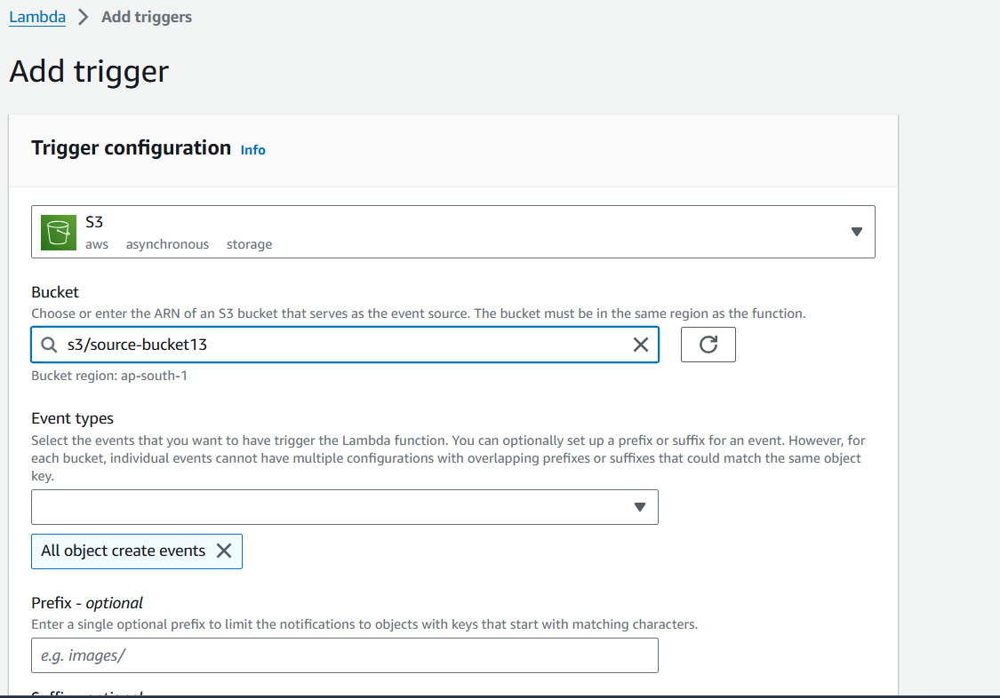 Lambda > Add triggers
Add trigger
Trigger configuration Info
S3
aws asynchronous storage
Bucket
Choose or enter the ARN of an S3 bucket that serves as the event source. The bucket must be in the same region as the function.
s3/source-bucket13
Bucket region: ap-south-1
Event types
Select the events that you want to have trigger the Lambda function. You can optionally set up a prefix or suffix for an event. However, for
each bucket, individual events cannot have multiple configurations with overlapping prefixes or suffixes that could match the same object
key.
All object create events
Prefix - optional
Enter a single optional prefix to limit the notifications to objects with keys that start with matching characters.
e.g. images/
Suffix - optional